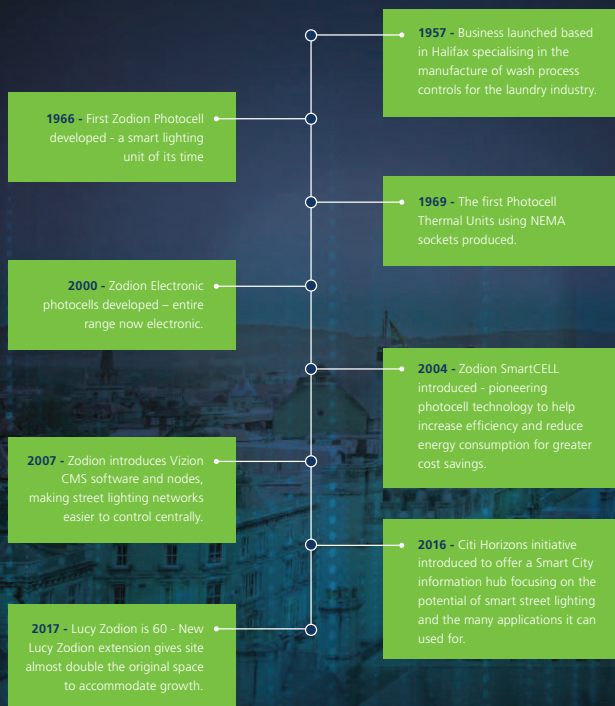 1957 - Business launched based
in Halifax specialising in the
manufacture of wash process
controls for the laundry industry.
1966 - First Zodion Photocell
developed - a smart lighting
unit of its time
1969 - The first Photocell
Thermal Units using NEMA
sockets produced.
2000 - Zodion Electronic
photocells developed – entire
range now electronic.
2004 - Zodion SmartCELL
introduced - pioneering
photocell technology to help
increase efficiency and reduce
energy consumption for greater
cost savings.
2007 - Zodion introduces Vizion
CMS software and nodes,
making street lighting networks
easier to control centrally.
2016 - Citi Horizons initiative
introduced to offer a Smart City
information hub focusing on the
potential of smart street lighting
and the many applications it can
used for.
2017 - Lucy Zodion is 60 - New
Lucy Zodion extension gives site
almost double the original space
to accommodate growth.